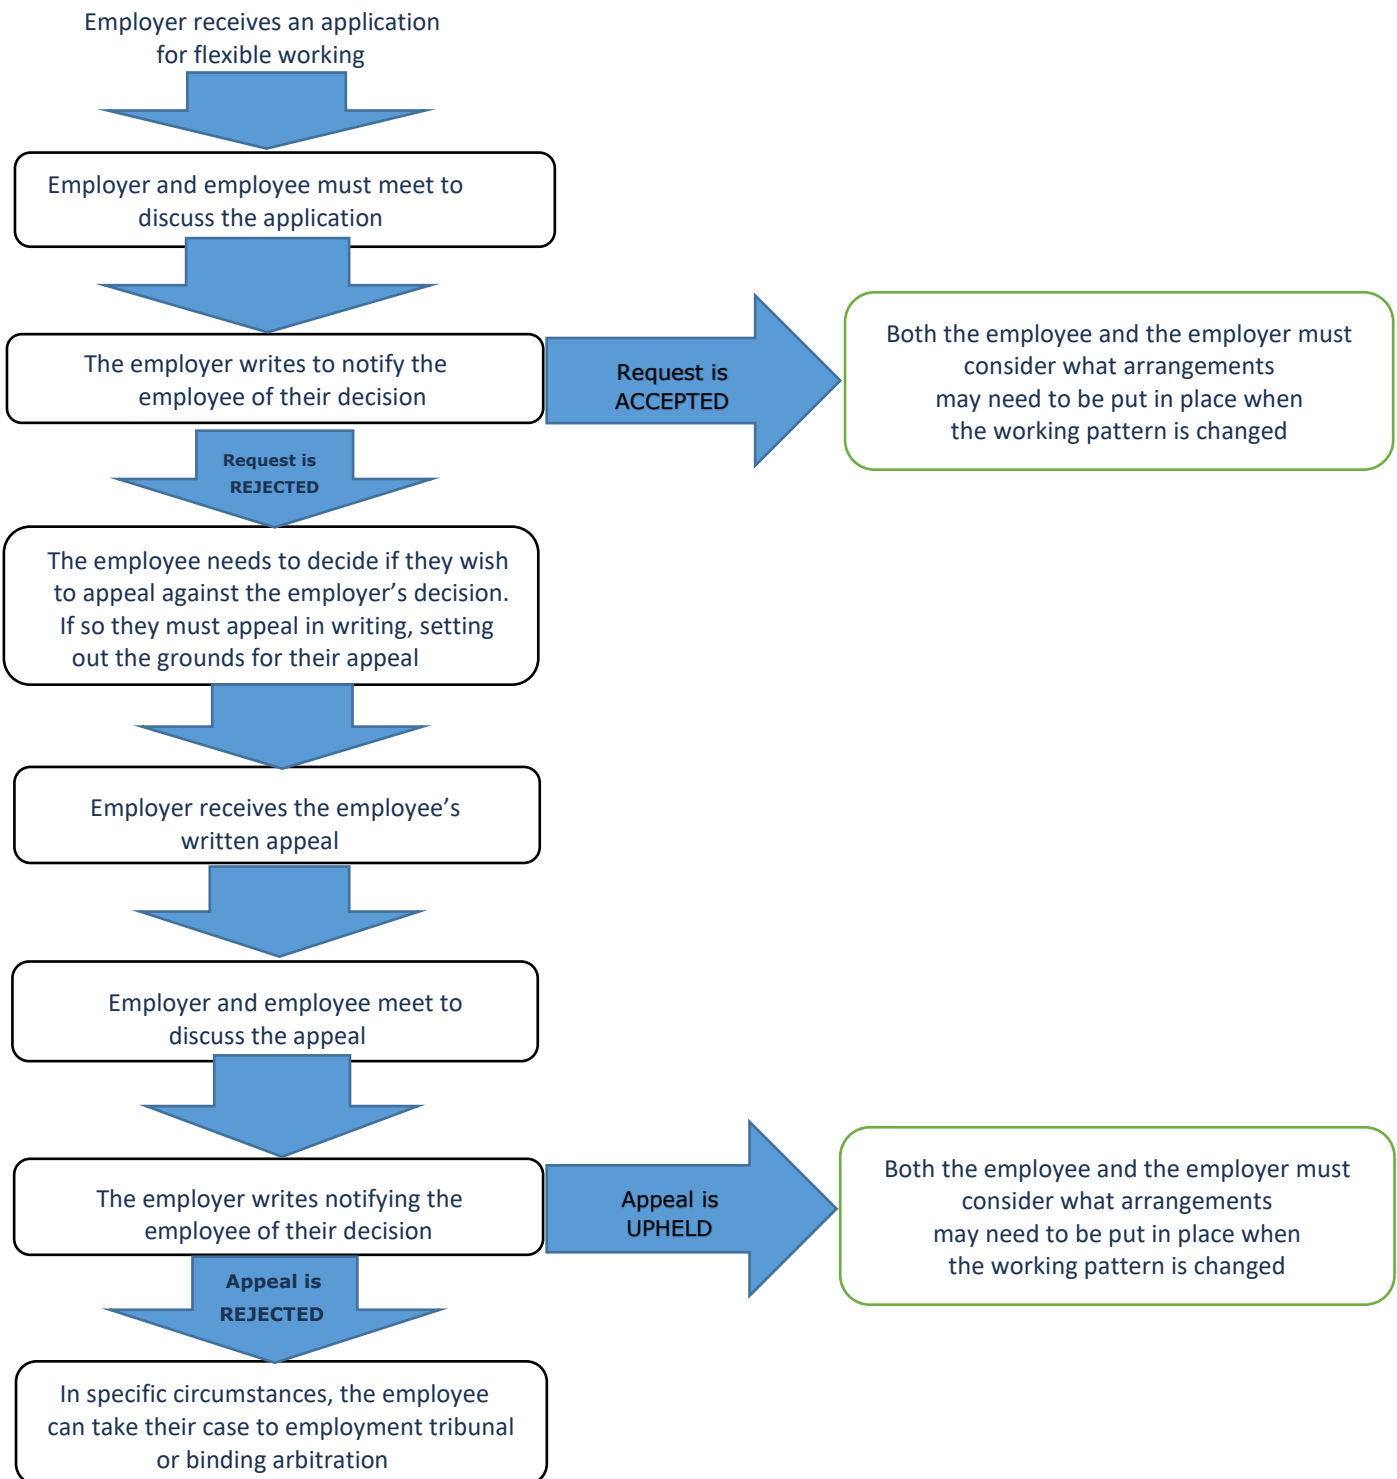 Employer receives an application
for flexible working
Employer and employee must meet to
discuss the application
The employer writes to notify the
employee of their decision
Request is
ACCEPTED
Both the employee and the employer must
consider what arrangements
may need to be put in place when
the working pattern is changed
Request is
REJECTED
The employee needs to decide if they wish
to appeal against the employer’s decision.
If so they must appeal in writing, setting
out the grounds for their appeal
Employer receives the employee’s
written appeal
Employer and employee meet to
discuss the appeal
The employer writes notifying the
employee of their decision
Appeal is
UPHELD
Both the employee and the employer must
consider what arrangements
may need to be put in place when
the working pattern is changed
Appeal is
REJECTED
In specific circumstances, the employee
can take their case to employment tribunal
or binding arbitration